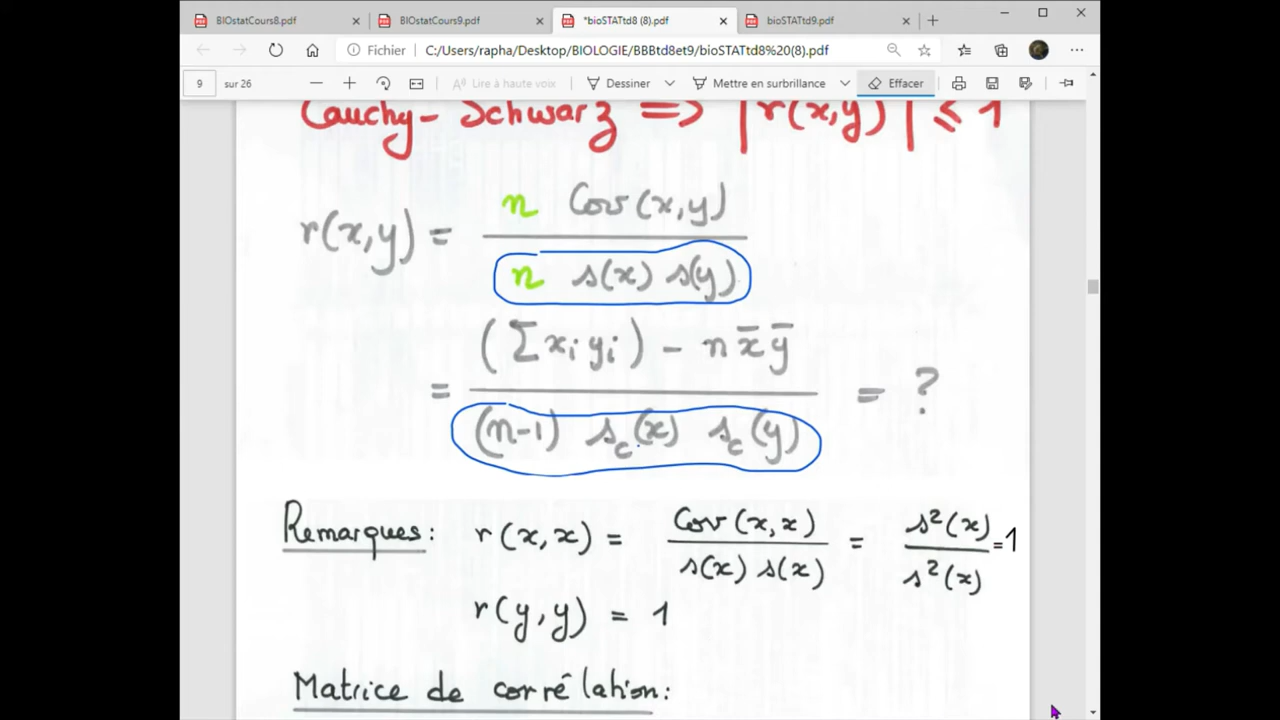 BIOstatCours8.pdf × BIOstatCours9.pdf × *bioSTATtd8 (8).pdf × bioSTATtd9.pdf × +
Fichier C:/Users/rapha/Desktop/BIOLOGIE/BBBtd8et9/bioSTATtd8%20(8).pdf
9 sur 26 Lire à haute voix Dessiner Mettre en surbrillance Effacer
Cauchy-Schwarz => |r(x,y)| ≤ 1
n Cov(x,y)
r(x,y) =
n s(x) s(y)
(Σ xi yi) - n x̄ ȳ
= = ?
(n-1) sc(x) sc(y)
Remarques: r(x,x) = Cov(x,x) / s(x) s(x) = s²(x) / s²(x) = 1
r(y,y) = 1
Matrice de corrélation: